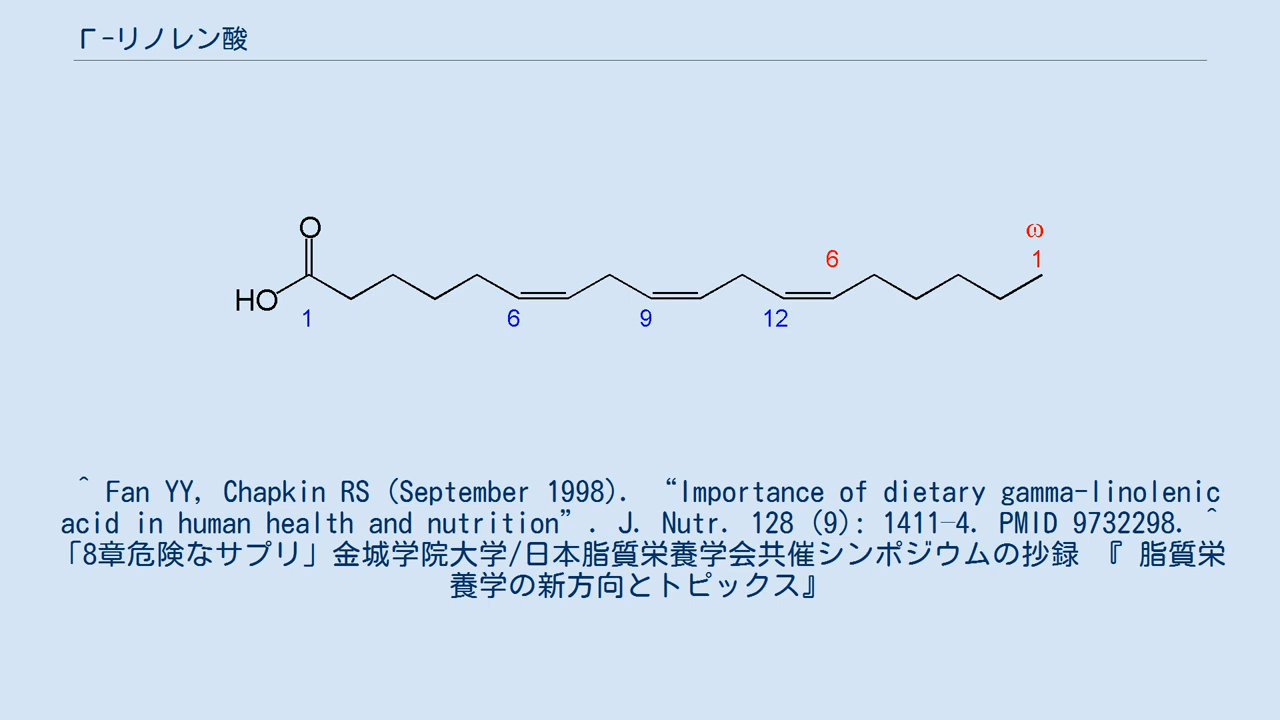 Γ-リノレン酸
O
ω
6 1
HO
1 6 9 12
^ Fan YY, Chapkin RS (September 1998). “Importance of dietary gamma-linolenic
acid in human health and nutrition”. J. Nutr. 128 (9): 1411–4. PMID 9732298. ^
「8章危険なサプリ」金城学院大学/日本脂質栄養学会共催シンポジウムの抄録 『 脂質栄
養学の新方向とトピックス』